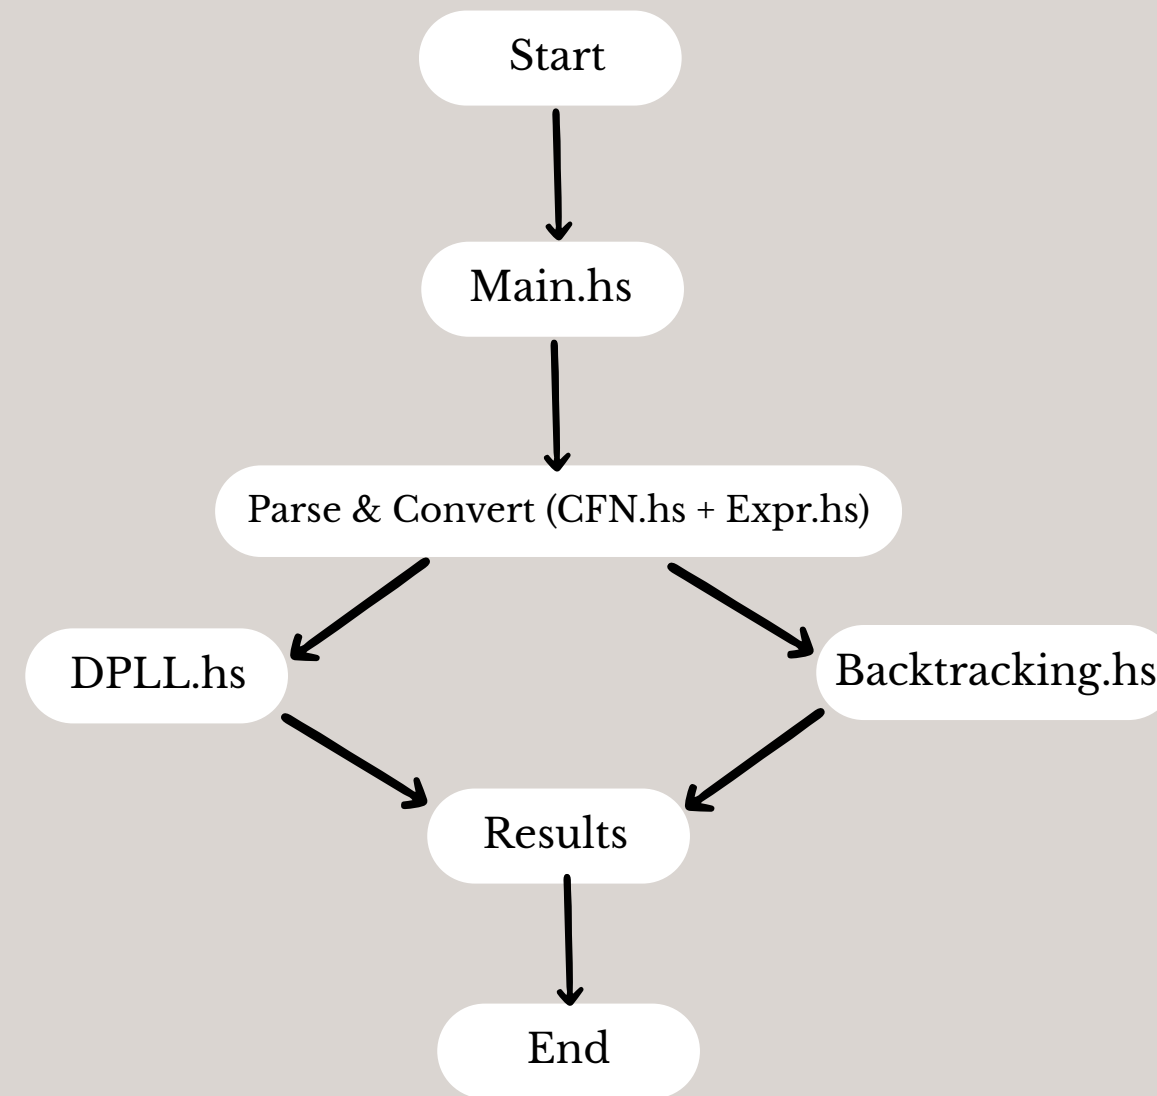 Start
Main.hs
Parse & Convert (CFN.hs + Expr.hs)
DPLL.hs
Backtracking.hs
Results
End